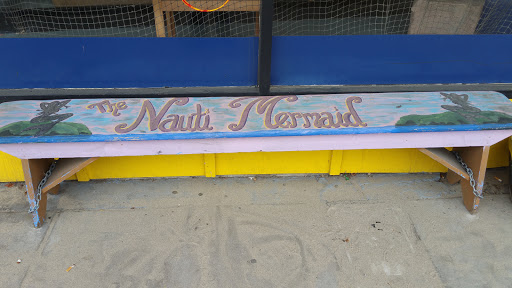 The Nauti Mermaid